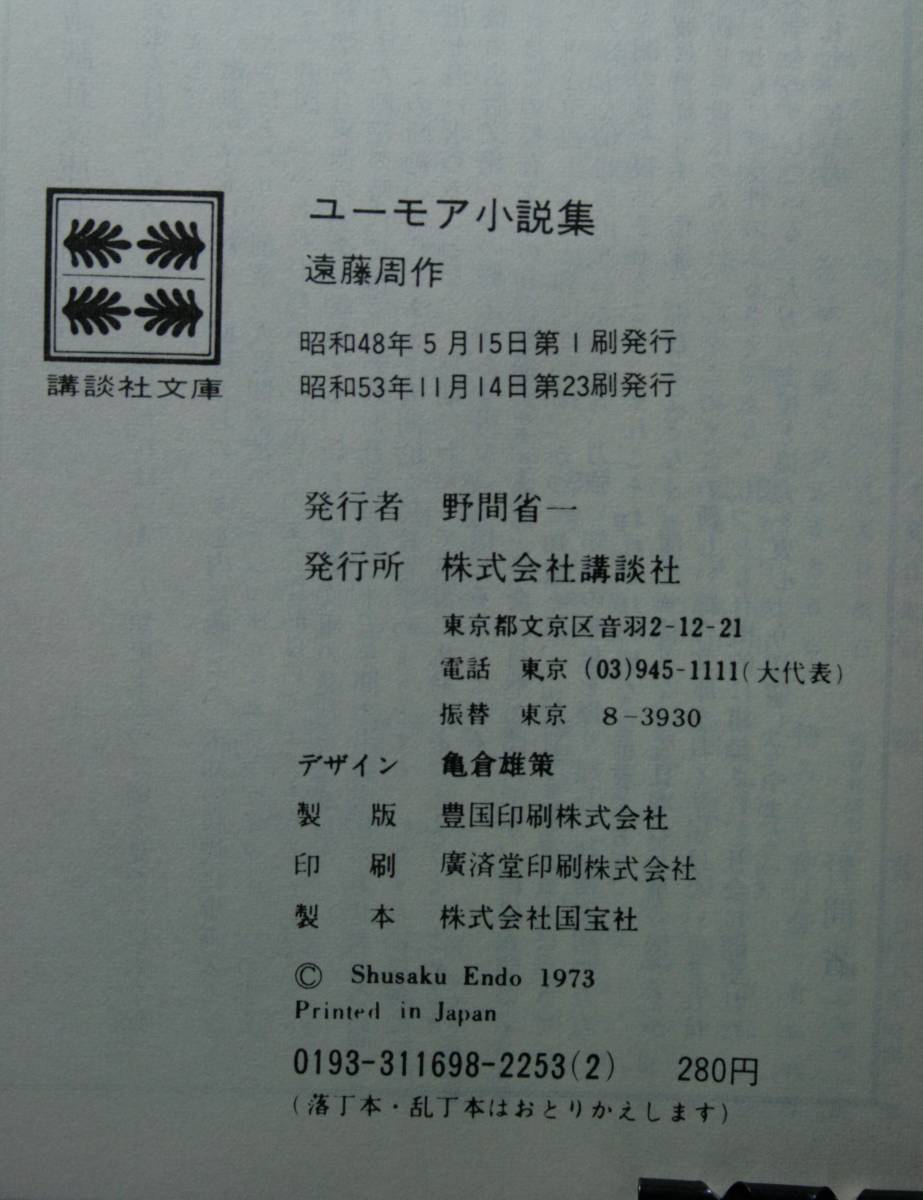 ユーモア小説集
遠藤周作
昭和48年5月15日第1刷発行
昭和53年11月14日第23刷発行
講談社文庫
発行者 野間省一
発行所 株式会社講談社
東京都文京区音羽2-12-21
電話 東京 (03)945-1111(大代表)
振替 東京 8-3930
デザイン 亀倉雄策
製版 豊国印刷株式会社
印刷 廣済堂印刷株式会社
製本 株式会社国宝社
© Shusaku Endo 1973
Printed in Japan
0193-311698-2253(2) 280円
(落丁本・乱丁本はおとりかえします)